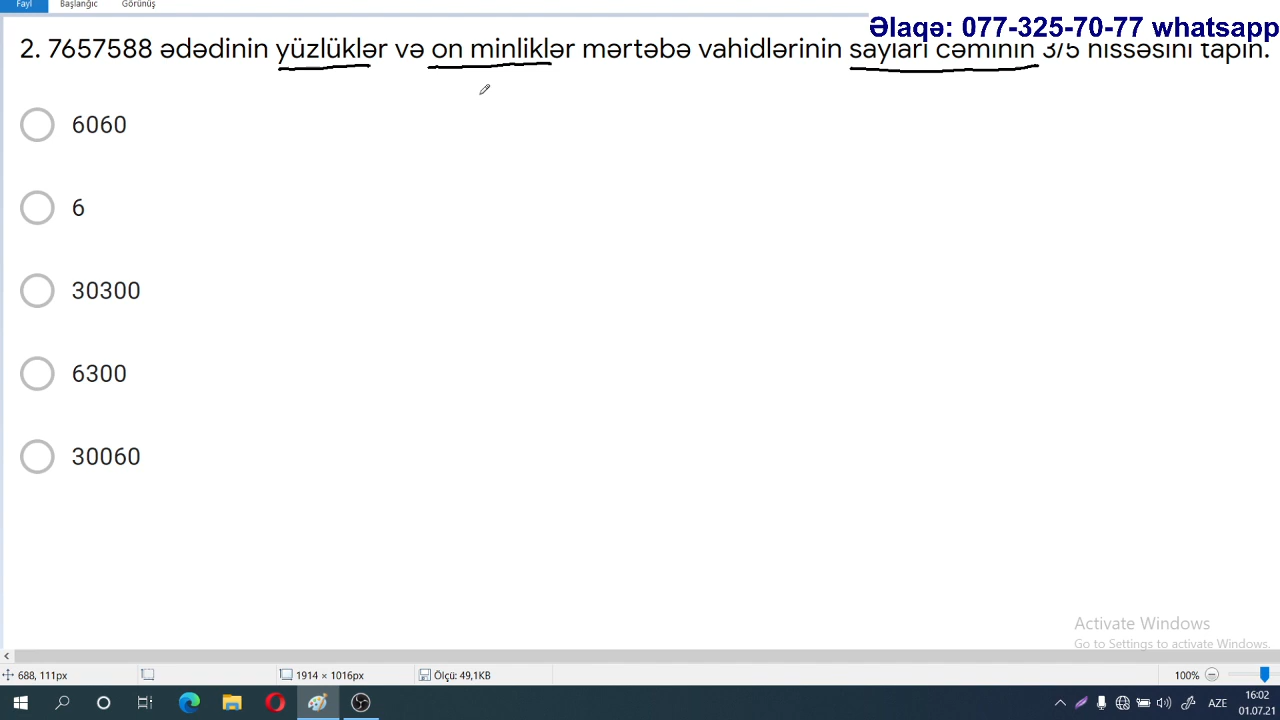 Fayl Başlanğıc Görünüş
Əlaqə: 077-325-70-77 whatsapp
2. 7657588 ədədinin yüzlüklər və on minliklər mərtəbə vahidlərinin sayları cəminin 3/5 hissəsini tapın.
6060
6
30300
6300
30060
Activate Windows
Go to Settings to activate Windows.
688, 111px 1914 × 1016px Ölçü: 49,1KB 100%
AZE 16:02
01.07.21